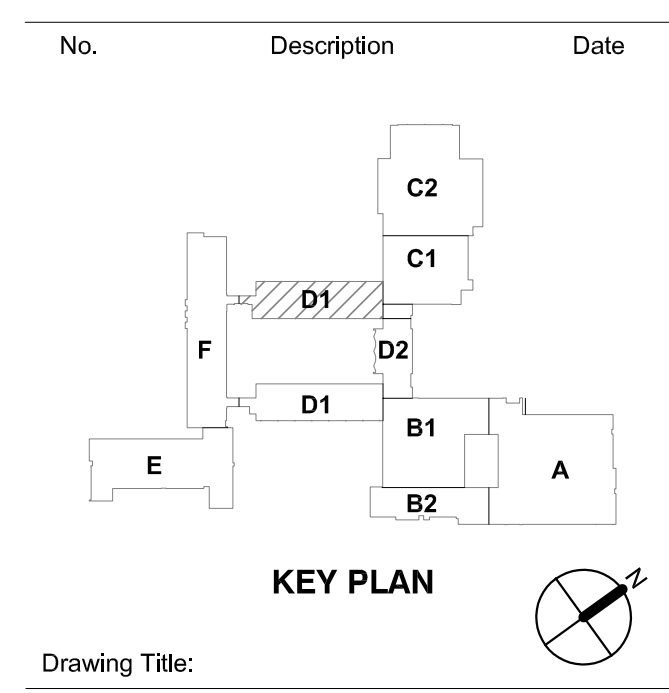 No. Description Date
C2
C1
D1
F D2
D1
B1
E A
B2
KEY PLAN
N
Drawing Title: